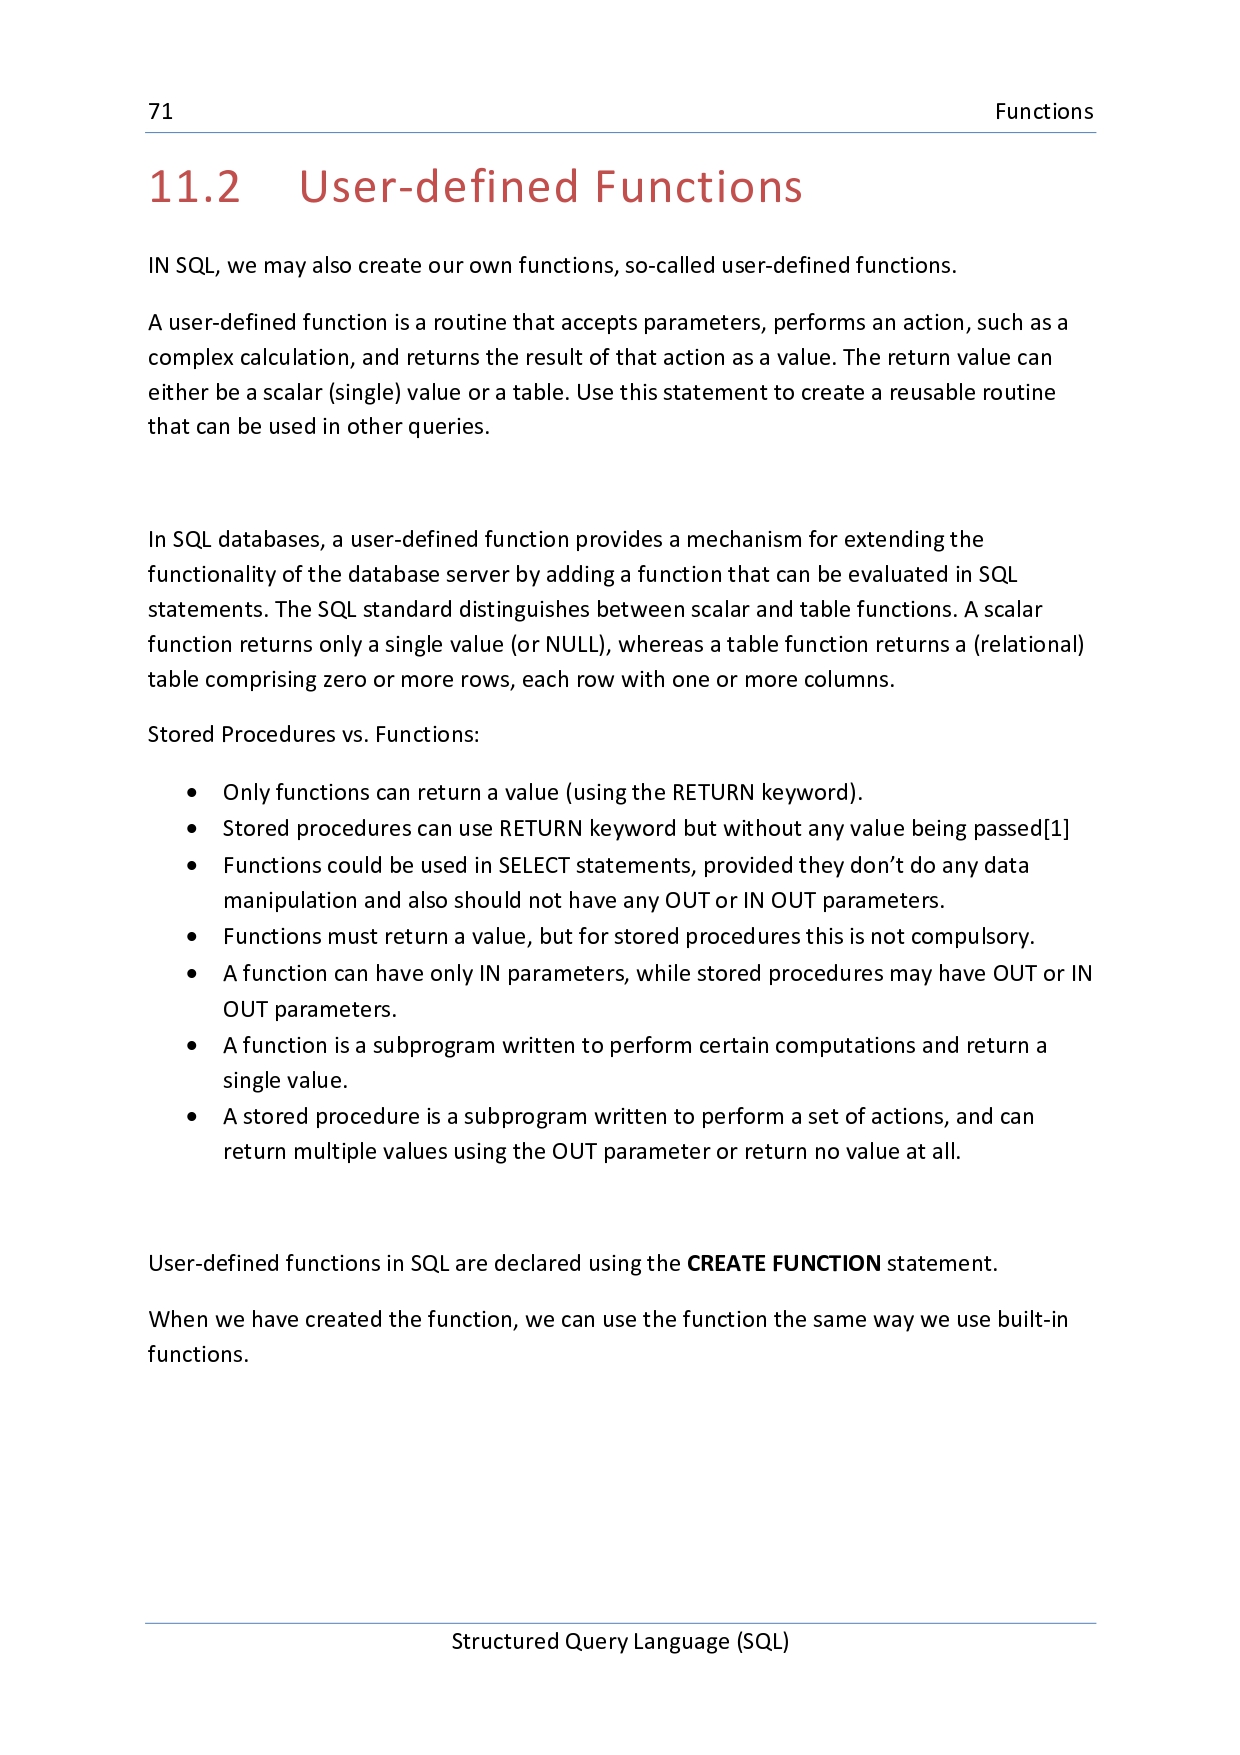 71 Functions
11.2 User-defined Functions
IN SQL, we may also create our own functions, so-called user-defined functions.
A user-defined function is a routine that accepts parameters, performs an action, such as a
complex calculation, and returns the result of that action as a value. The return value can
either be a scalar (single) value or a table. Use this statement to create a reusable routine
that can be used in other queries.
In SQL databases, a user-defined function provides a mechanism for extending the
functionality of the database server by adding a function that can be evaluated in SQL
statements. The SQL standard distinguishes between scalar and table functions. A scalar
function returns only a single value (or NULL), whereas a table function returns a (relational)
table comprising zero or more rows, each row with one or more columns.
Stored Procedures vs. Functions:
• Only functions can return a value (using the RETURN keyword).
• Stored procedures can use RETURN keyword but without any value being passed[1]
• Functions could be used in SELECT statements, provided they don’t do any data
manipulation and also should not have any OUT or IN OUT parameters.
• Functions must return a value, but for stored procedures this is not compulsory.
• A function can have only IN parameters, while stored procedures may have OUT or IN
OUT parameters.
• A function is a subprogram written to perform certain computations and return a
single value.
• A stored procedure is a subprogram written to perform a set of actions, and can
return multiple values using the OUT parameter or return no value at all.
User-defined functions in SQL are declared using the CREATE FUNCTION statement.
When we have created the function, we can use the function the same way we use built-in
functions.
Structured Query Language (SQL)